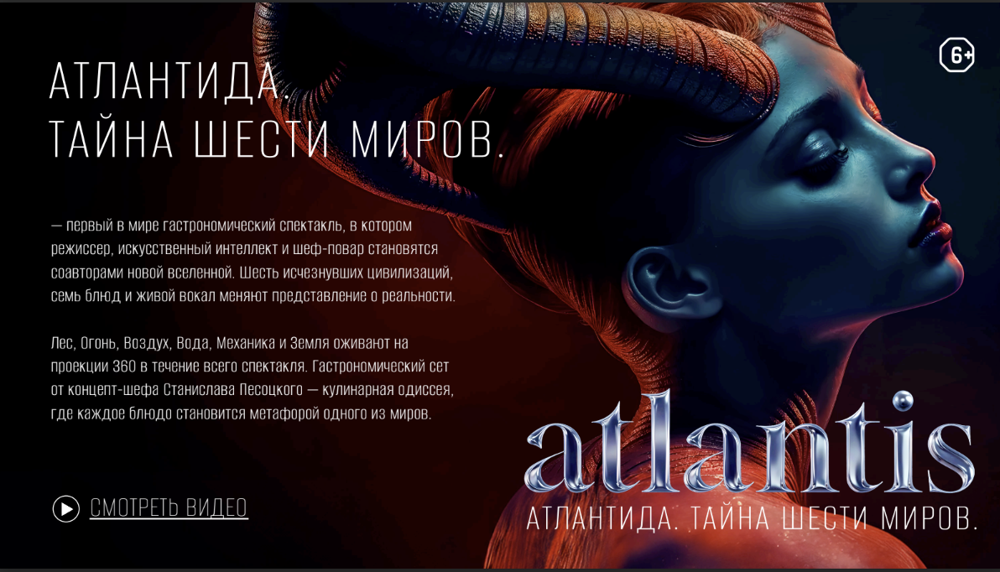 6+
АТЛАНТИДА.
ТАЙНА ШЕСТИ МИРОВ.
— первый в мире гастрономический спектакль, в котором
режиссер, искусственный интеллект и шеф-повар становятся
соавторами новой вселенной. Шесть исчезнувших цивилизаций,
семь блюд и живой вокал меняют представление о реальности.
Лес, Огонь, Воздух, Вода, Механика и Земля оживают на
проекции 360 в течение всего спектакля. Гастрономический сет
от концепт-шефа Станислава Песоцкого — кулинарная одиссея,
где каждое блюдо становится метафорой одного из миров.
СМОТРЕТЬ ВИДЕО
atlantis
АТЛАНТИДА. ТАЙНА ШЕСТИ МИРОВ.